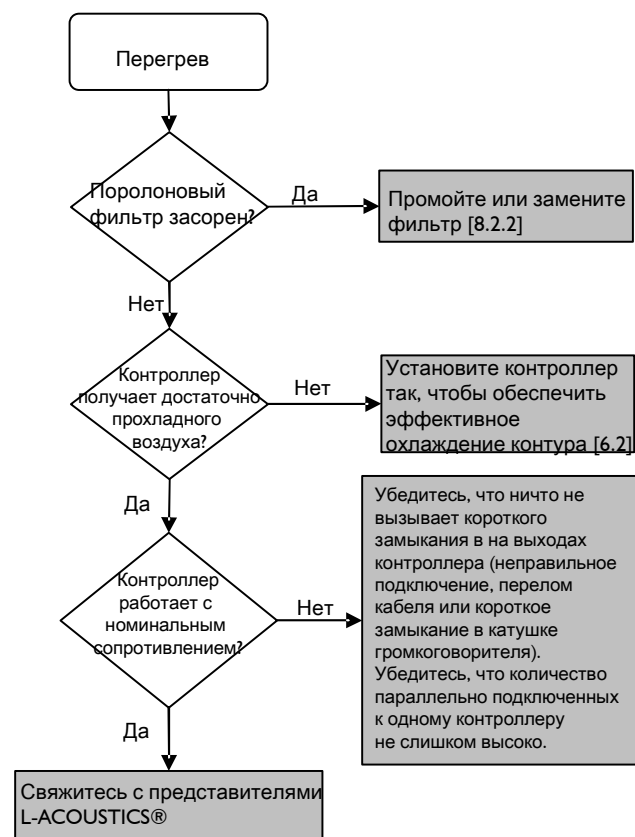 Перегрев
Поролоновый
фильтр засорен?
Да
Промойте или замените
фильтр [8.2.2]
Нет
Контроллер
получает достаточно
прохладного
воздуха?
Нет
Установите контроллер
так, чтобы обеспечить
эффективное
охлаждение контура [6.2]
Да
Контроллер
работает с
номинальным
сопротивлением?
Нет
Убедитесь, что ничто не
вызывает короткого
замыкания в на выходах
контроллера (неправильное
подключение, перелом
кабеля или короткое
замыкание в катушке
громкоговорителя).
Убедитесь, что количество
параллельно подключенных
к одному контроллеру
не слишком высоко.
Да
Свяжитесь с представителями
L-ACOUSTICS®